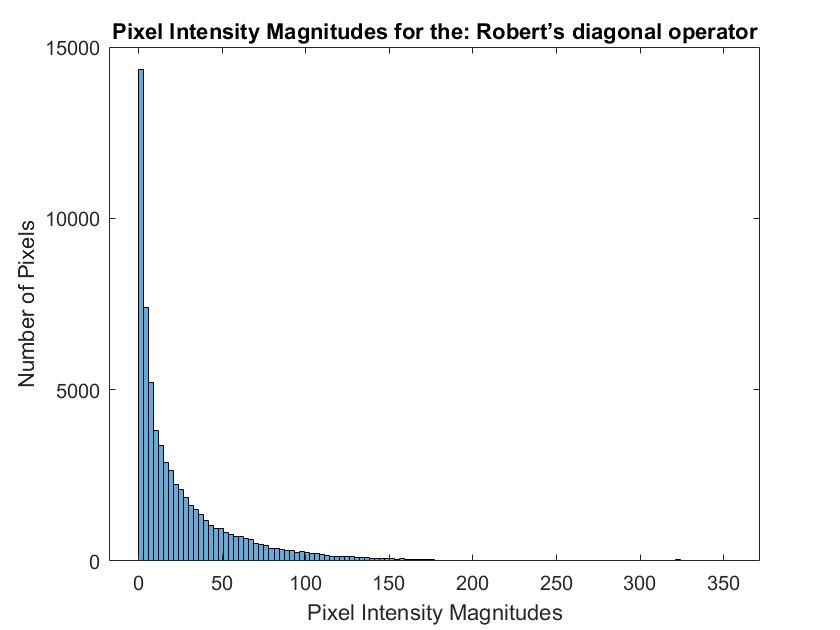 Pixel Intensity Magnitudes for the: Robert’s diagonal operator
15000
10000
5000
0
Number of Pixels
0 50 100 150 200 250 300 350
Pixel Intensity Magnitudes